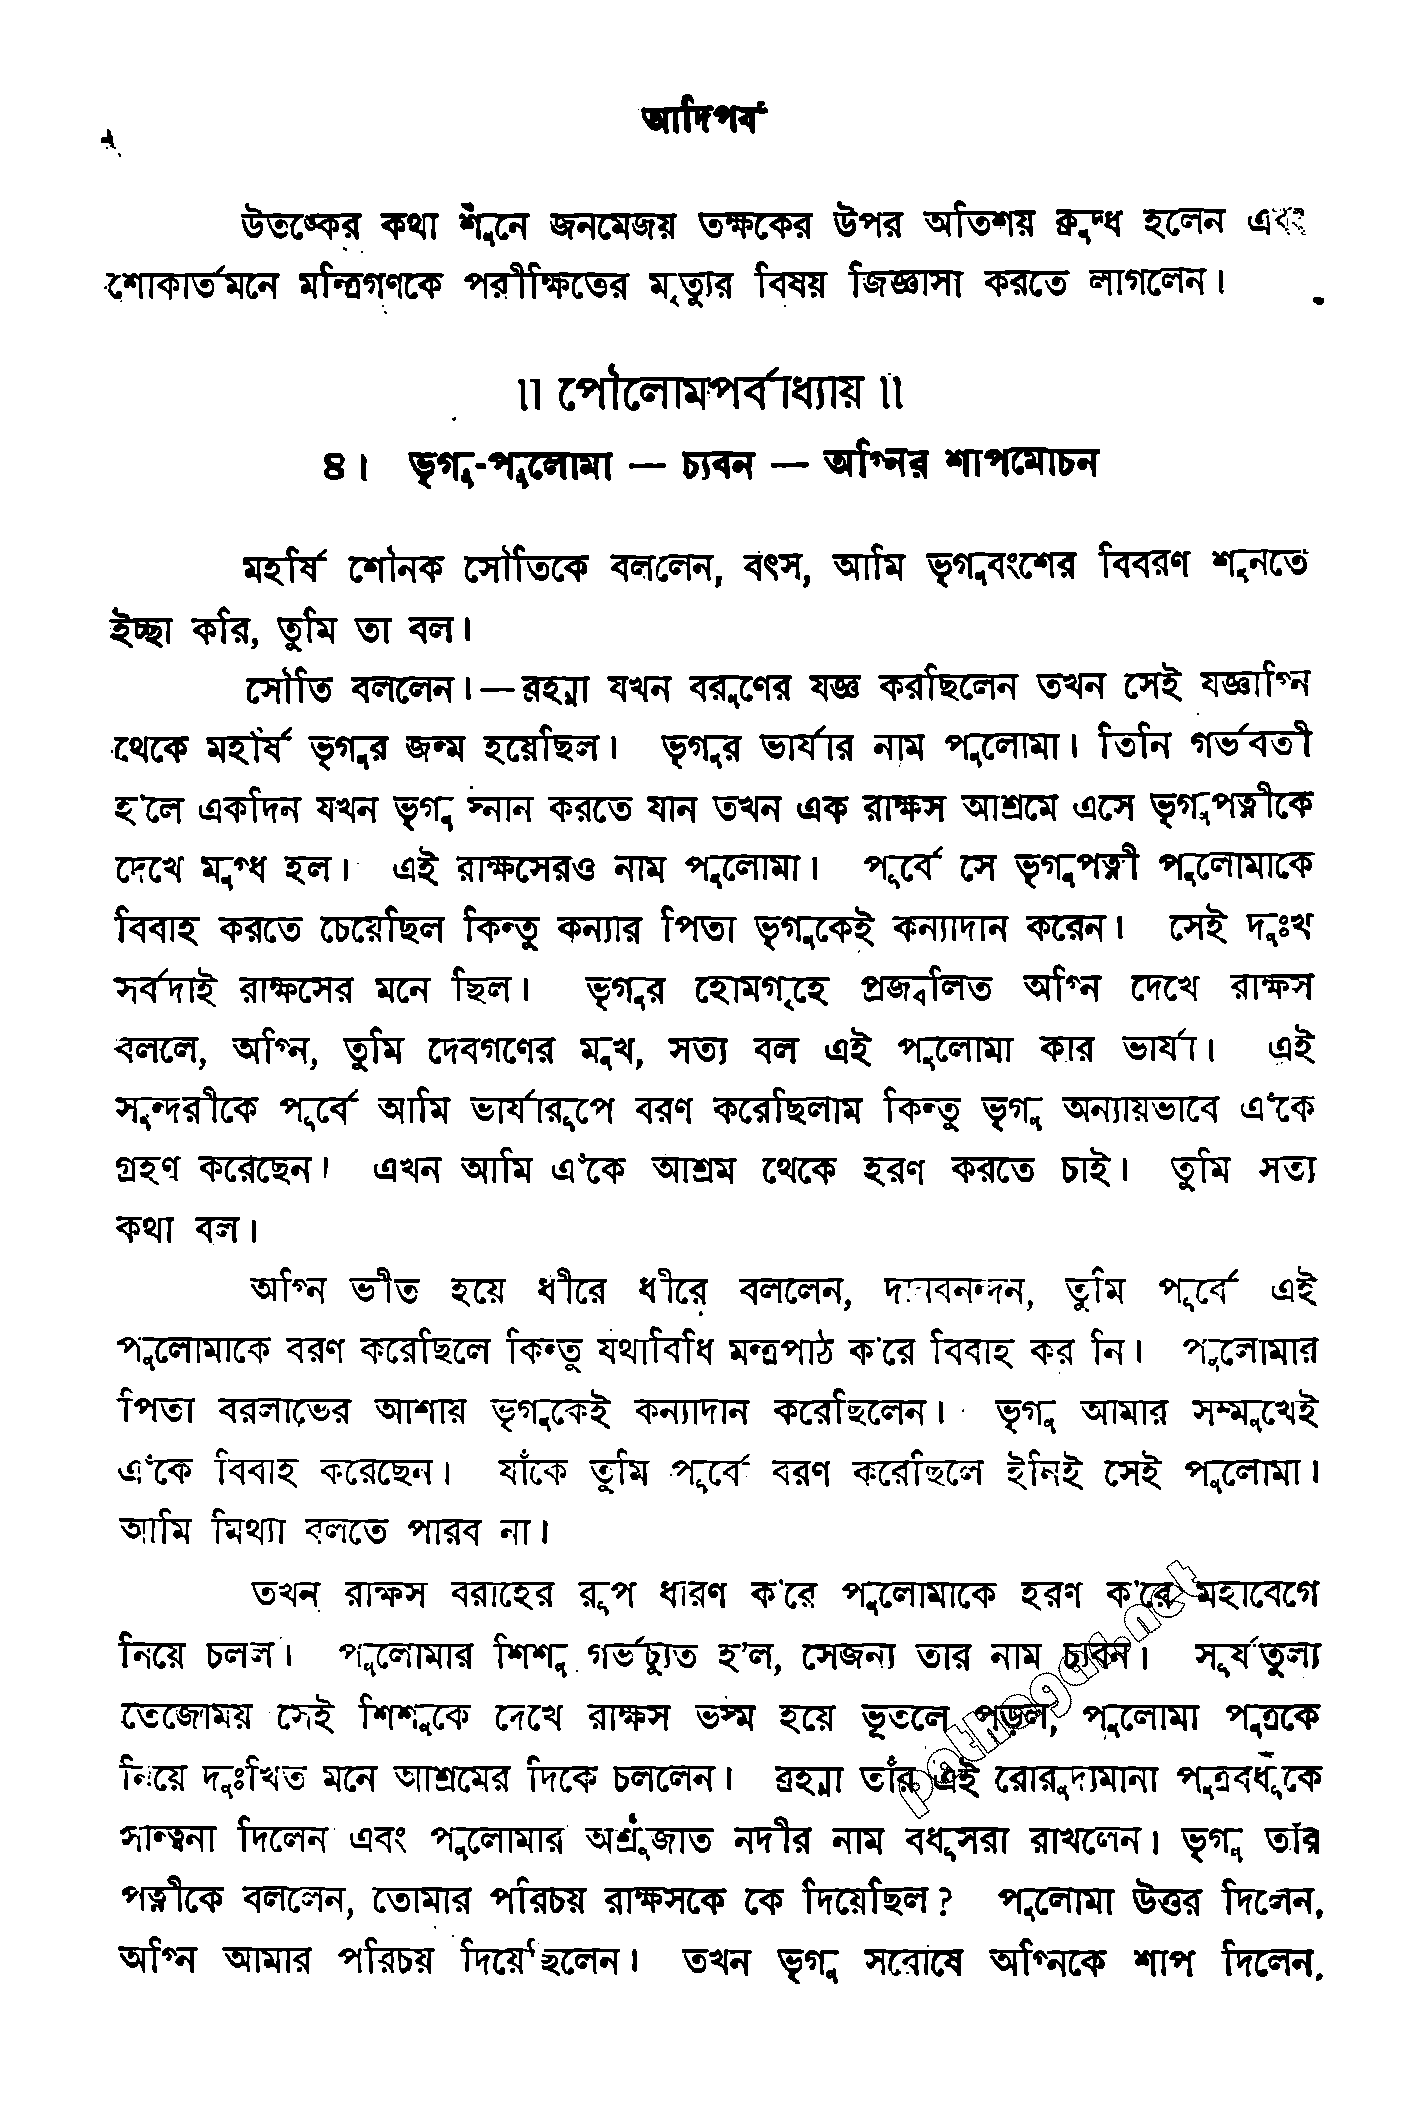 আদিপর্ব
উতঙ্কের কথা শুনে জনমেজয় তক্ষকের উপর অতিশয় ক্রুদ্ধ হলেন এবং
শোকার্তমনে মন্ত্রিগণকে পরীক্ষিতের মৃত্যুর বিষয় জিজ্ঞাসা করতে লাগলেন।
॥ পৌলোমপর্বাধ্যায় ॥
৪। ভৃগু-পুলোমা — চ্যবন — অগ্নির শাপমোচন
মহর্ষি শৌনক সৌতিকে বললেন, বৎস, আমি ভৃগুবংশের বিবরণ শুনতে
ইচ্ছা করি, তুমি তা বল।
সৌতি বললেন।—ব্রহ্মা যখন বরুণের যজ্ঞ করছিলেন তখন সেই যজ্ঞাগ্নি
থেকে মহর্ষি ভৃগুর জন্ম হয়েছিল। ভৃগুর ভার্যার নাম পুলোমা। তিনি গর্ভবতী
হ'লে একদিন যখন ভৃগু স্নান করতে যান তখন এক রাক্ষস আশ্রমে এসে ভৃগুপত্নীকে
দেখে মুগ্ধ হল। এই রাক্ষসেরও নাম পুলোমা। পূর্বে সে ভৃগুপত্নী পুলোমাকে
বিবাহ করতে চেয়েছিল কিন্তু কন্যার পিতা ভৃগুকেই কন্যাদান করেন। সেই দুঃখ
সর্বদাই রাক্ষসের মনে ছিল। ভৃগুর হোমগৃহে প্রজ্বলিত অগ্নি দেখে রাক্ষস
বললে, অগ্নি, তুমি দেবগণের মুখ, সত্য বল এই পুলোমা কার ভার্যা। এই
সুন্দরীকে পূর্বে আমি ভার্যারূপে বরণ করেছিলাম কিন্তু ভৃগু অন্যায়ভাবে এঁকে
গ্রহণ করেছেন। এখন আমি এঁকে আশ্রম থেকে হরণ করতে চাই। তুমি সত্য
কথা বল।
অগ্নি ভীত হয়ে ধীরে ধীরে বললেন, দানবনন্দন, তুমি পূর্বে এই
পুলোমাকে বরণ করেছিলে কিন্তু যথাবিধি মন্ত্রপাঠ ক'রে বিবাহ কর নি। পুলোমার
পিতা বরলাভের আশায় ভৃগুকেই কন্যাদান করেছিলেন। ভৃগু আমার সম্মুখেই
এঁকে বিবাহ করেছেন। যাঁকে তুমি পূর্বে বরণ করেছিলে ইনিই সেই পুলোমা।
আমি মিথ্যা বলতে পারব না।
তখন রাক্ষস বরাহের রূপ ধারণ ক'রে পুলোমাকে হরণ ক'রে মহাবেগে
নিয়ে চলল। পুলোমার শিশু গর্ভচ্যুত হ'ল, সেজন্য তার নাম চ্যবন। সূর্যতুল্য
তেজোময় সেই শিশুকে দেখে রাক্ষস ভস্ম হয়ে ভূতলে পড়ল, পুলোমা পুত্রকে
নিয়ে দুঃখিত মনে আশ্রমের দিকে চললেন। ব্রহ্মা তাঁর এই রোরুদ্যমানা পুত্রবধূকে
সান্ত্বনা দিলেন এবং পুলোমার অশ্রুজাত নদীর নাম বধূসরা রাখলেন। ভৃগু তাঁর
পত্নীকে বললেন, তোমার পরিচয় রাক্ষসকে কে দিয়েছিল? পুলোমা উত্তর দিলেন,
অগ্নি আমার পরিচয় দিয়েছিলেন। তখন ভৃগু সরোষে অগ্নিকে শাপ দিলেন,
pathagar.net